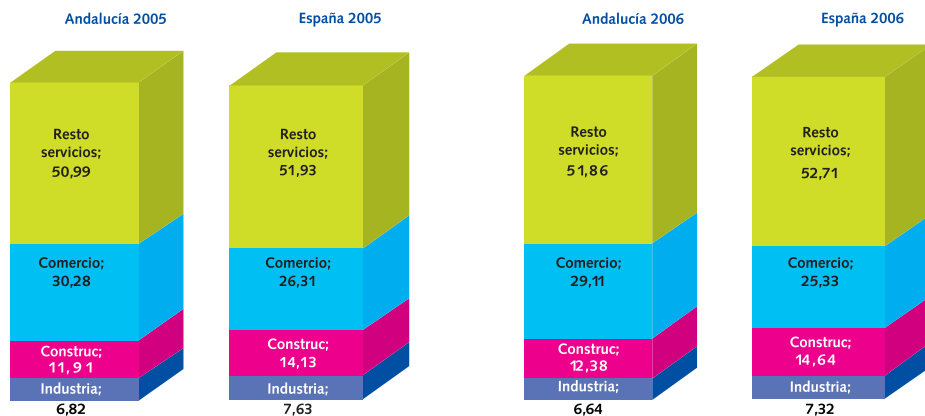 Andalucía 2005
Resto
servicios;
50,99
Comercio;
30,28
Construc;
11,91
Industria;
6,82
España 2005
Resto
servicios;
51,93
Comercio;
26,31
Construc;
14,13
Industria;
7,63
Andalucía 2006
Resto
servicios;
51,86
Comercio;
29,11
Construc;
12,38
Industria;
6,64
España 2006
Resto
servicios;
52,71
Comercio;
25,33
Construc;
14,64
Industria;
7,32